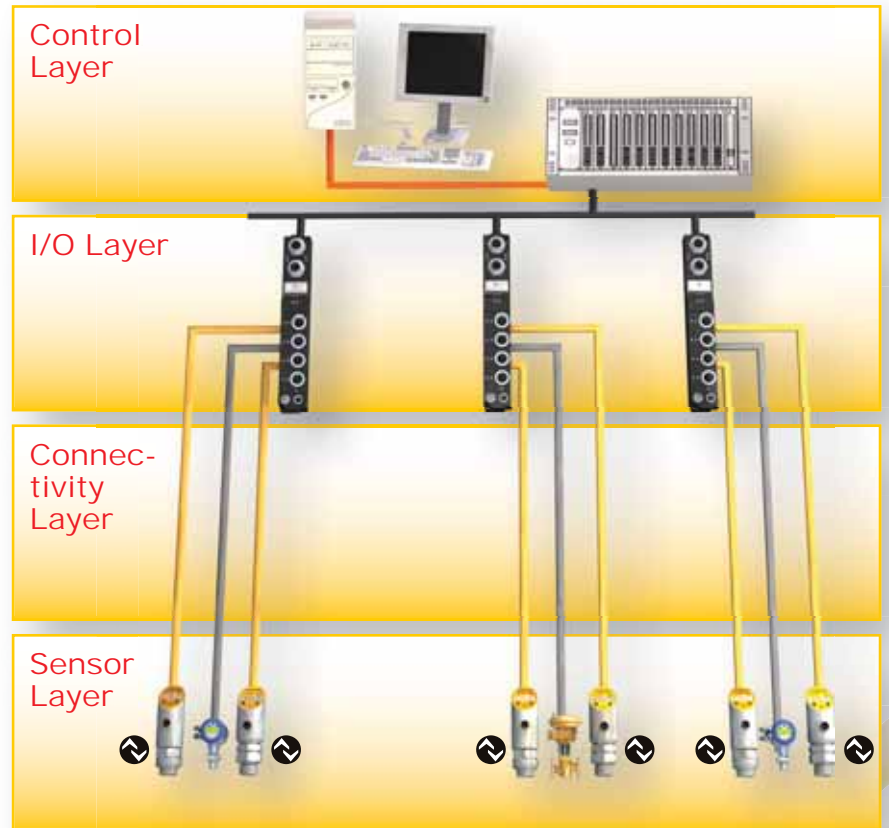 Control
Layer
I/O Layer
Connec-
tivity
Layer
Sensor
Layer